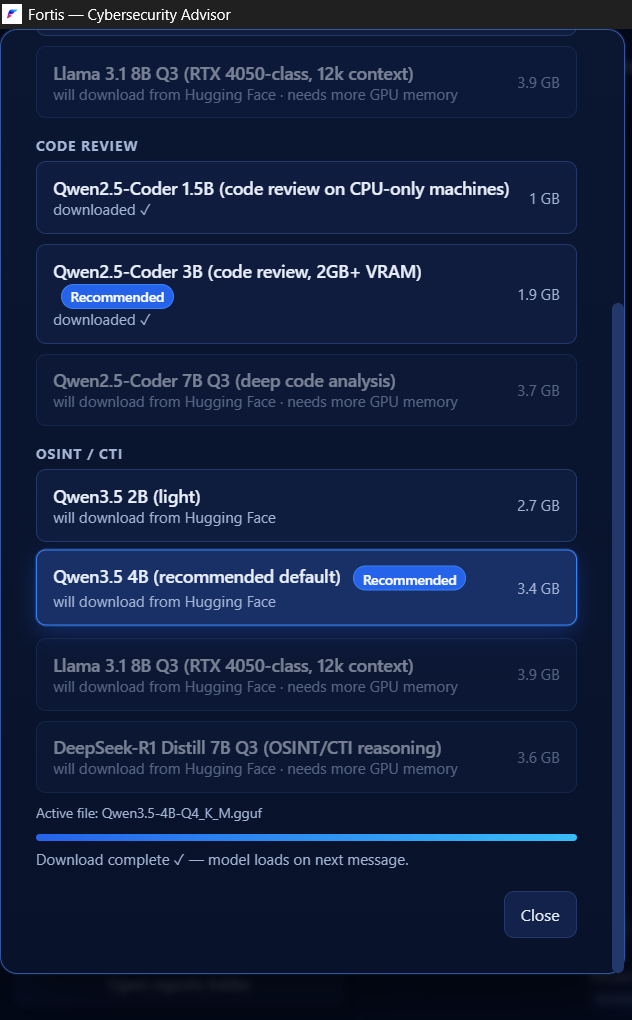 Fortis — Cybersecurity Advisor
Llama 3.1 8B Q3 (RTX 4050-class, 12k context)
will download from Hugging Face · needs more GPU memory
3.9 GB
CODE REVIEW
Qwen2.5-Coder 1.5B (code review on CPU-only machines)
downloaded ✓
1 GB
Qwen2.5-Coder 3B (code review, 2GB+ VRAM)
Recommended
downloaded ✓
1.9 GB
Qwen2.5-Coder 7B Q3 (deep code analysis)
will download from Hugging Face · needs more GPU memory
3.7 GB
OSINT / CTI
Qwen3.5 2B (light)
will download from Hugging Face
2.7 GB
Qwen3.5 4B (recommended default) Recommended
will download from Hugging Face
3.4 GB
Llama 3.1 8B Q3 (RTX 4050-class, 12k context)
will download from Hugging Face · needs more GPU memory
3.9 GB
DeepSeek-R1 Distill 7B Q3 (OSINT/CTI reasoning)
will download from Hugging Face · needs more GPU memory
3.6 GB
Active file: Qwen3.5-4B-Q4_K_M.gguf
Download complete ✓ — model loads on next message.
Close